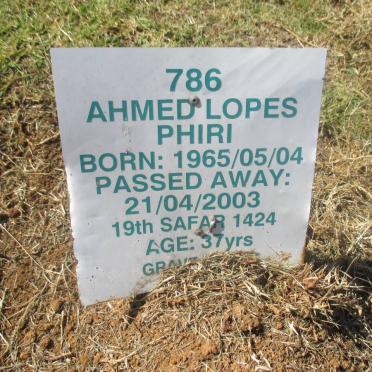 786
AHMED LOPES
PHIRI
BORN: 1965/05/04
PASSED AWAY:
21/04/2003
19th SAFAR 1424
AGE: 37yrs